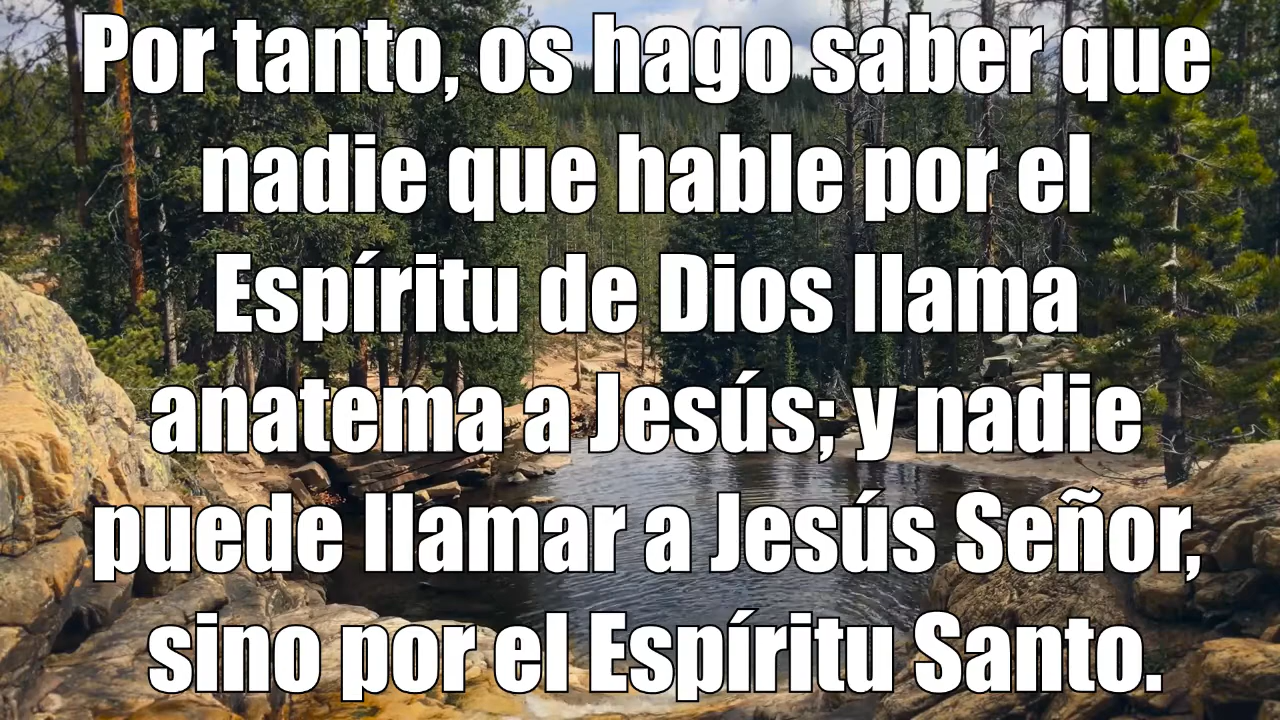 Por tanto, os hago saber que
nadie que hable por el
Espíritu de Dios llama
anatema a Jesús; y nadie
puede llamar a Jesús Señor,
sino por el Espíritu Santo.